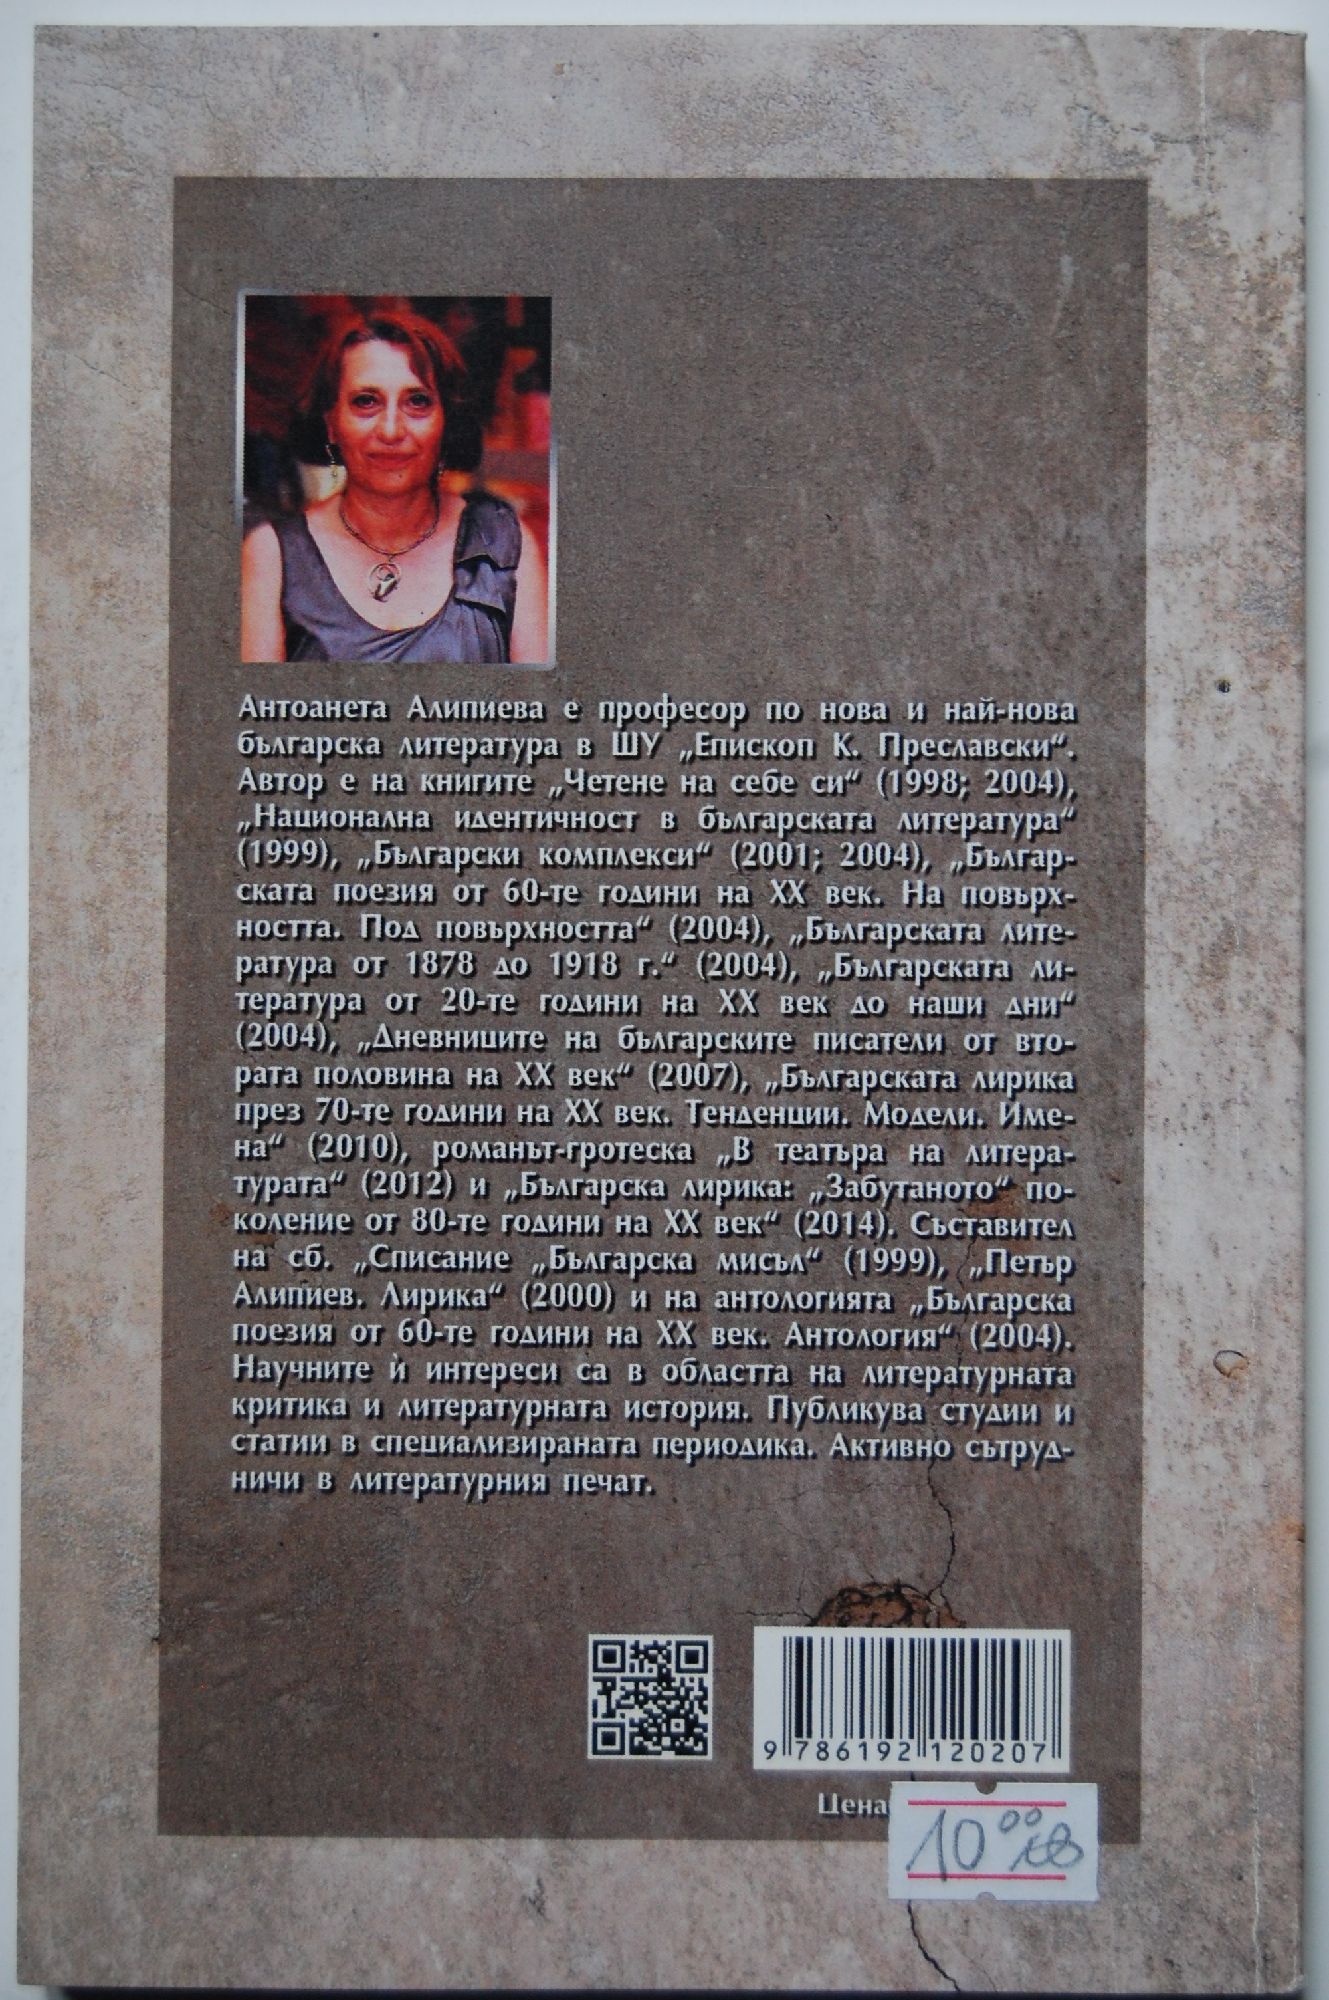 Антоанета Алипиева е професор по нова и най-нова
българска литература в ШУ „Епископ К. Преславски“.
Автор е на книгите „Четене на себе си“ (1998; 2004),
„Национална идентичност в българската литература“
(1999), „Български комплекси“ (2001; 2004), „Българ-
ската поезия от 60-те години на XX век. На повърх-
ността. Под повърхността“ (2004), „Българската лите-
ратура от 1878 до 1918 г.“ (2004), „Българската ли-
тература от 20-те години на XX век до наши дни“
(2004), „Дневниците на българските писатели от вто-
рата половина на XX век“ (2007), „Българската лирика
през 70-те години на XX век. Тенденции. Модели. Име-
на“ (2010), романът-гротеска „В театъра на литера-
турата“ (2012) и „Българска лирика: „Забутаното“ по-
коление от 80-те години на XX век“ (2014). Съставител
на сб. „Списание „Българска мисъл“ (1999), „Петър
Алипиев. Лирика“ (2000) и на антологията „Българска
поезия от 60-те години на XX век. Антология“ (2004).
Научните ѝ интереси са в областта на литературната
критика и литературната история. Публикува студии и
статии в специализираната периодика. Активно сътруд-
ничи в литературния печат.
9 786192 120207
Цена
10 00 лв